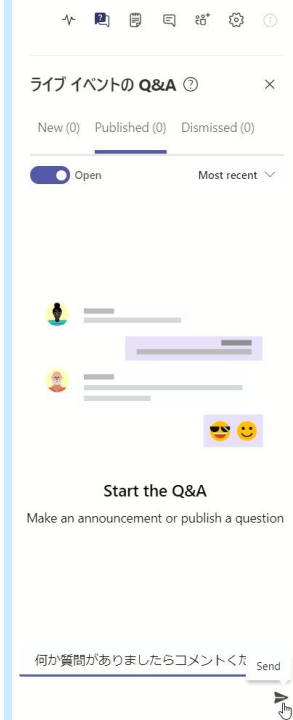 ライブ イベントの Q&A
New (0) Published (0) Dismissed (0)
Open Most recent
Start the Q&A
Make an announcement or publish a question
何か質問がありましたらコメントくだ
Send